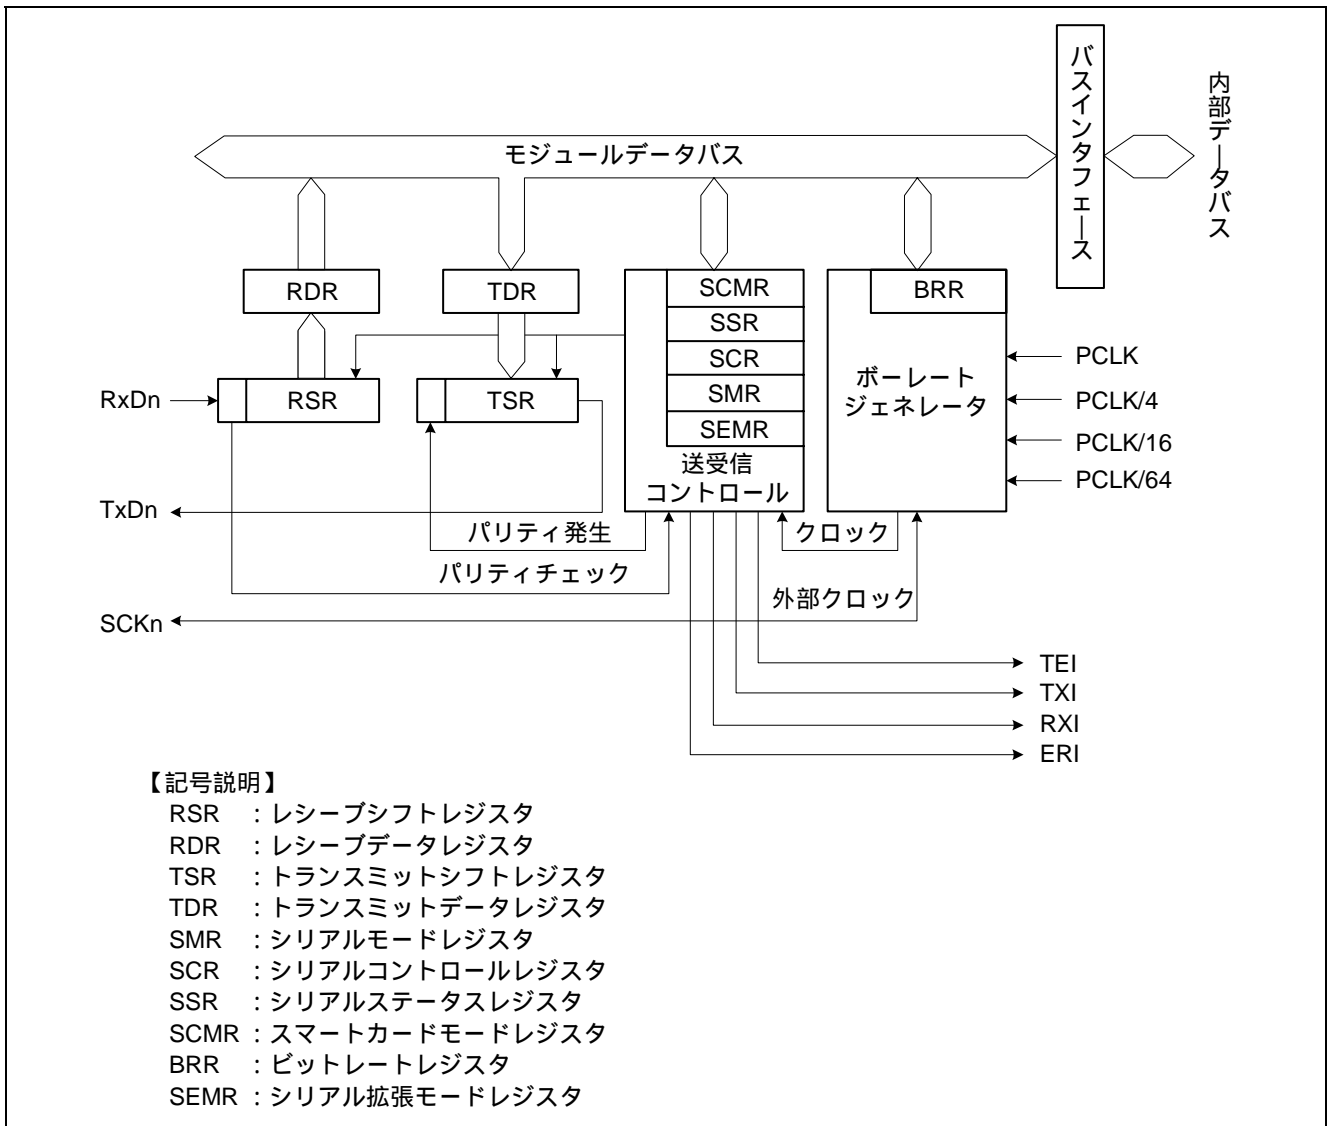 バスインタフェース
内部データバス
モジュールデータバス
RDR
TDR
SCMR
SSR
SCR
SMR
SEMR
送受信
コントロール
BRR
ボーレート
ジェネレータ
PCLK
PCLK/4
PCLK/16
PCLK/64
RxDn
RSR
TSR
TxDn
パリティ発生
パリティチェック
クロック
外部クロック
SCKn
TEI
TXI
RXI
ERI
【記号説明】
RSR :レシーブシフトレジスタ
RDR :レシーブデータレジスタ
TSR :トランスミットシフトレジスタ
TDR :トランスミットデータレジスタ
SMR :シリアルモードレジスタ
SCR :シリアルコントロールレジスタ
SSR :シリアルステータスレジスタ
SCMR :スマートカードモードレジスタ
BRR :ビットレートレジスタ
SEMR :シリアル拡張モードレジスタ